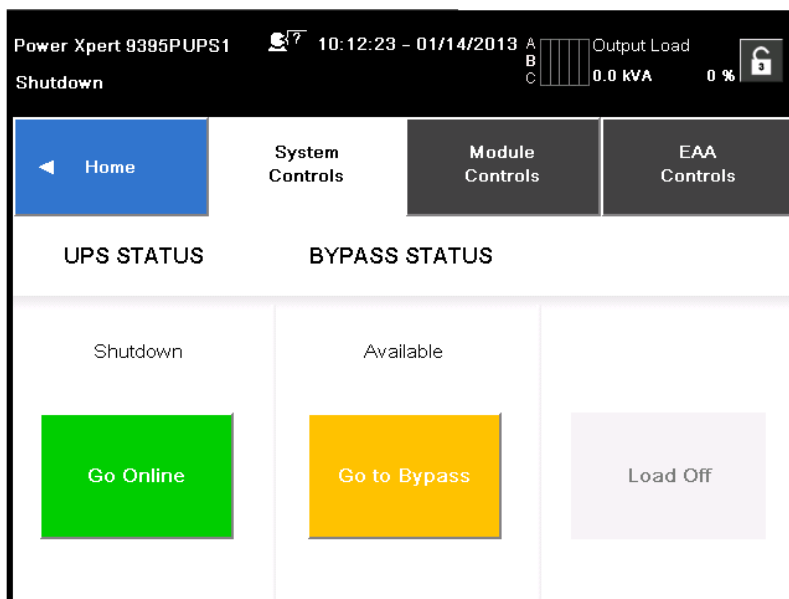 Power Xpert 9395PUPS1
? 10:12:23 - 01/14/2013
A
B
C
Output Load
0.0 kVA 0 %
3
Shutdown
Home
System
Controls
Module
Controls
EAA
Controls
UPS STATUS
BYPASS STATUS
Shutdown
Available
Go Online
Go to Bypass
Load Off